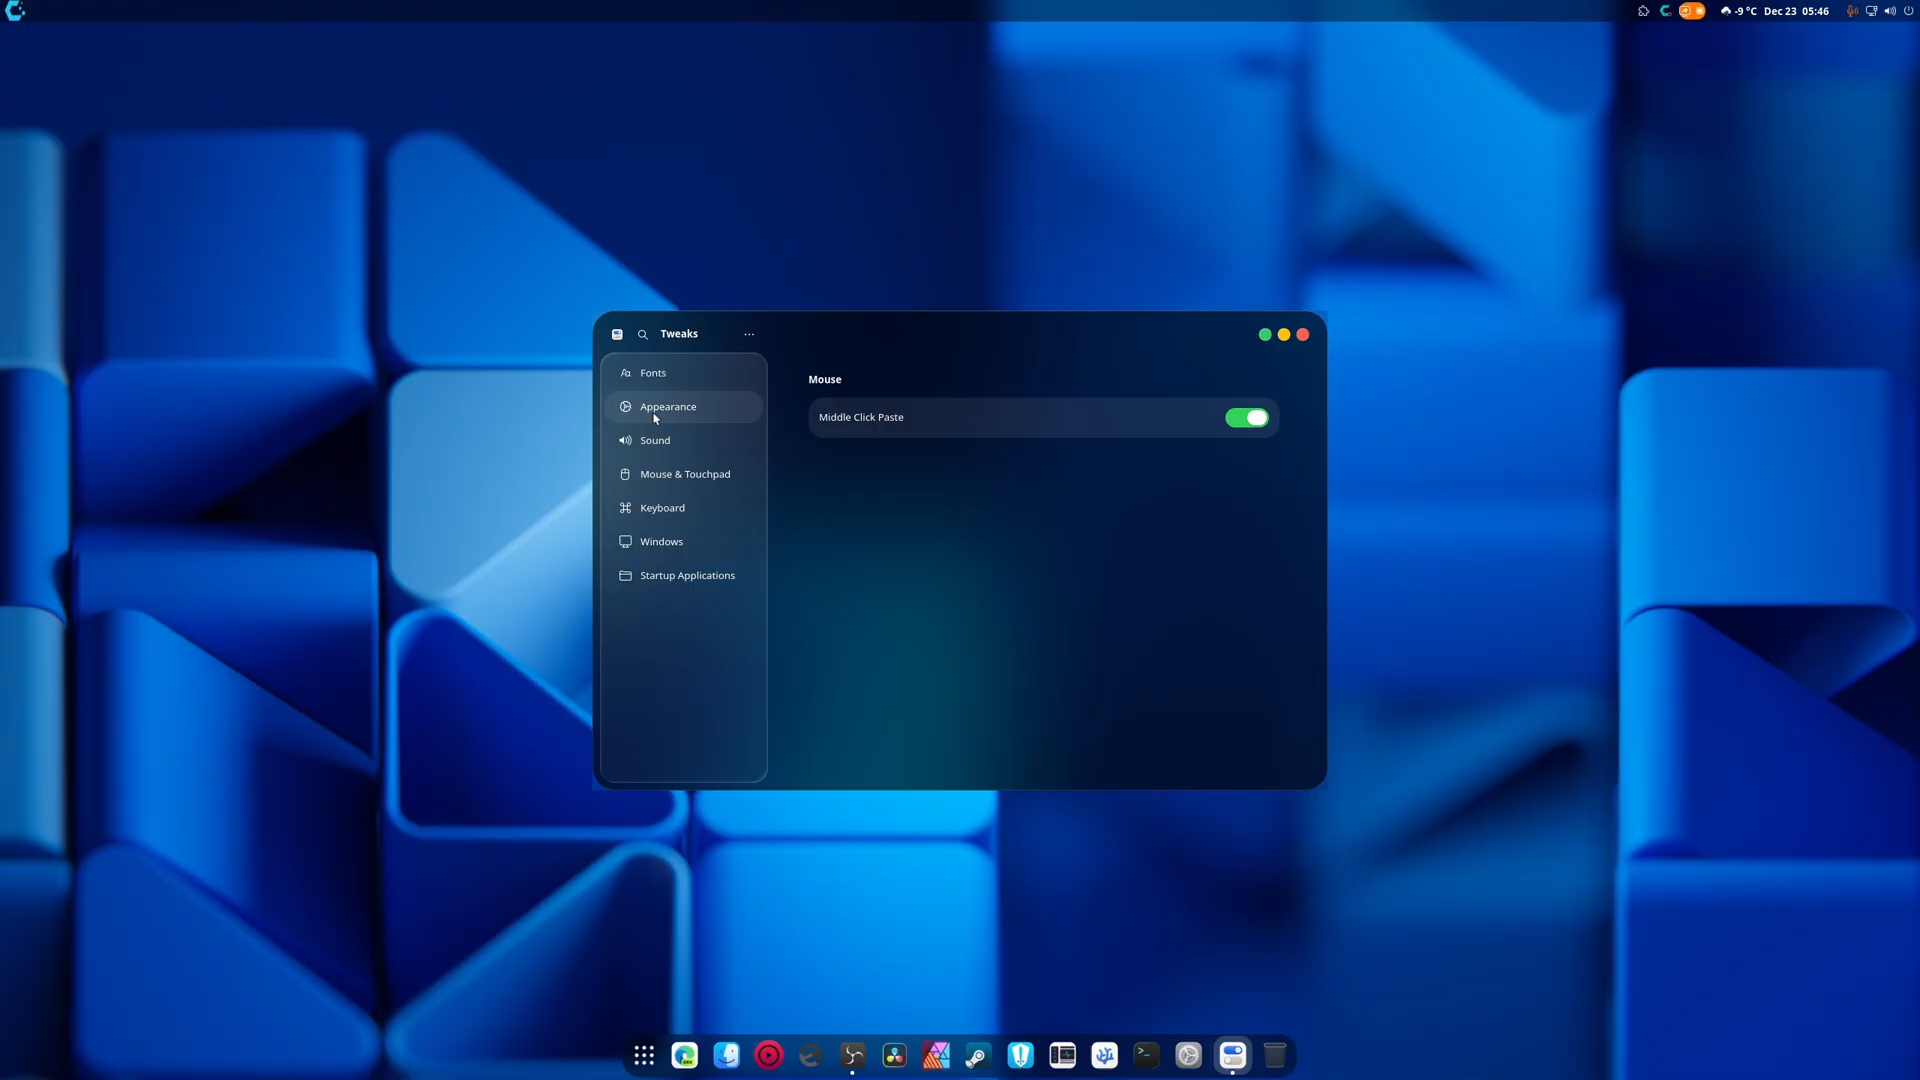 -9 °C Dec 23 05:46
Tweaks
Fonts
Appearance
Sound
Mouse & Touchpad
Keyboard
Windows
Startup Applications
Mouse
Middle Click Paste
DEV
>_